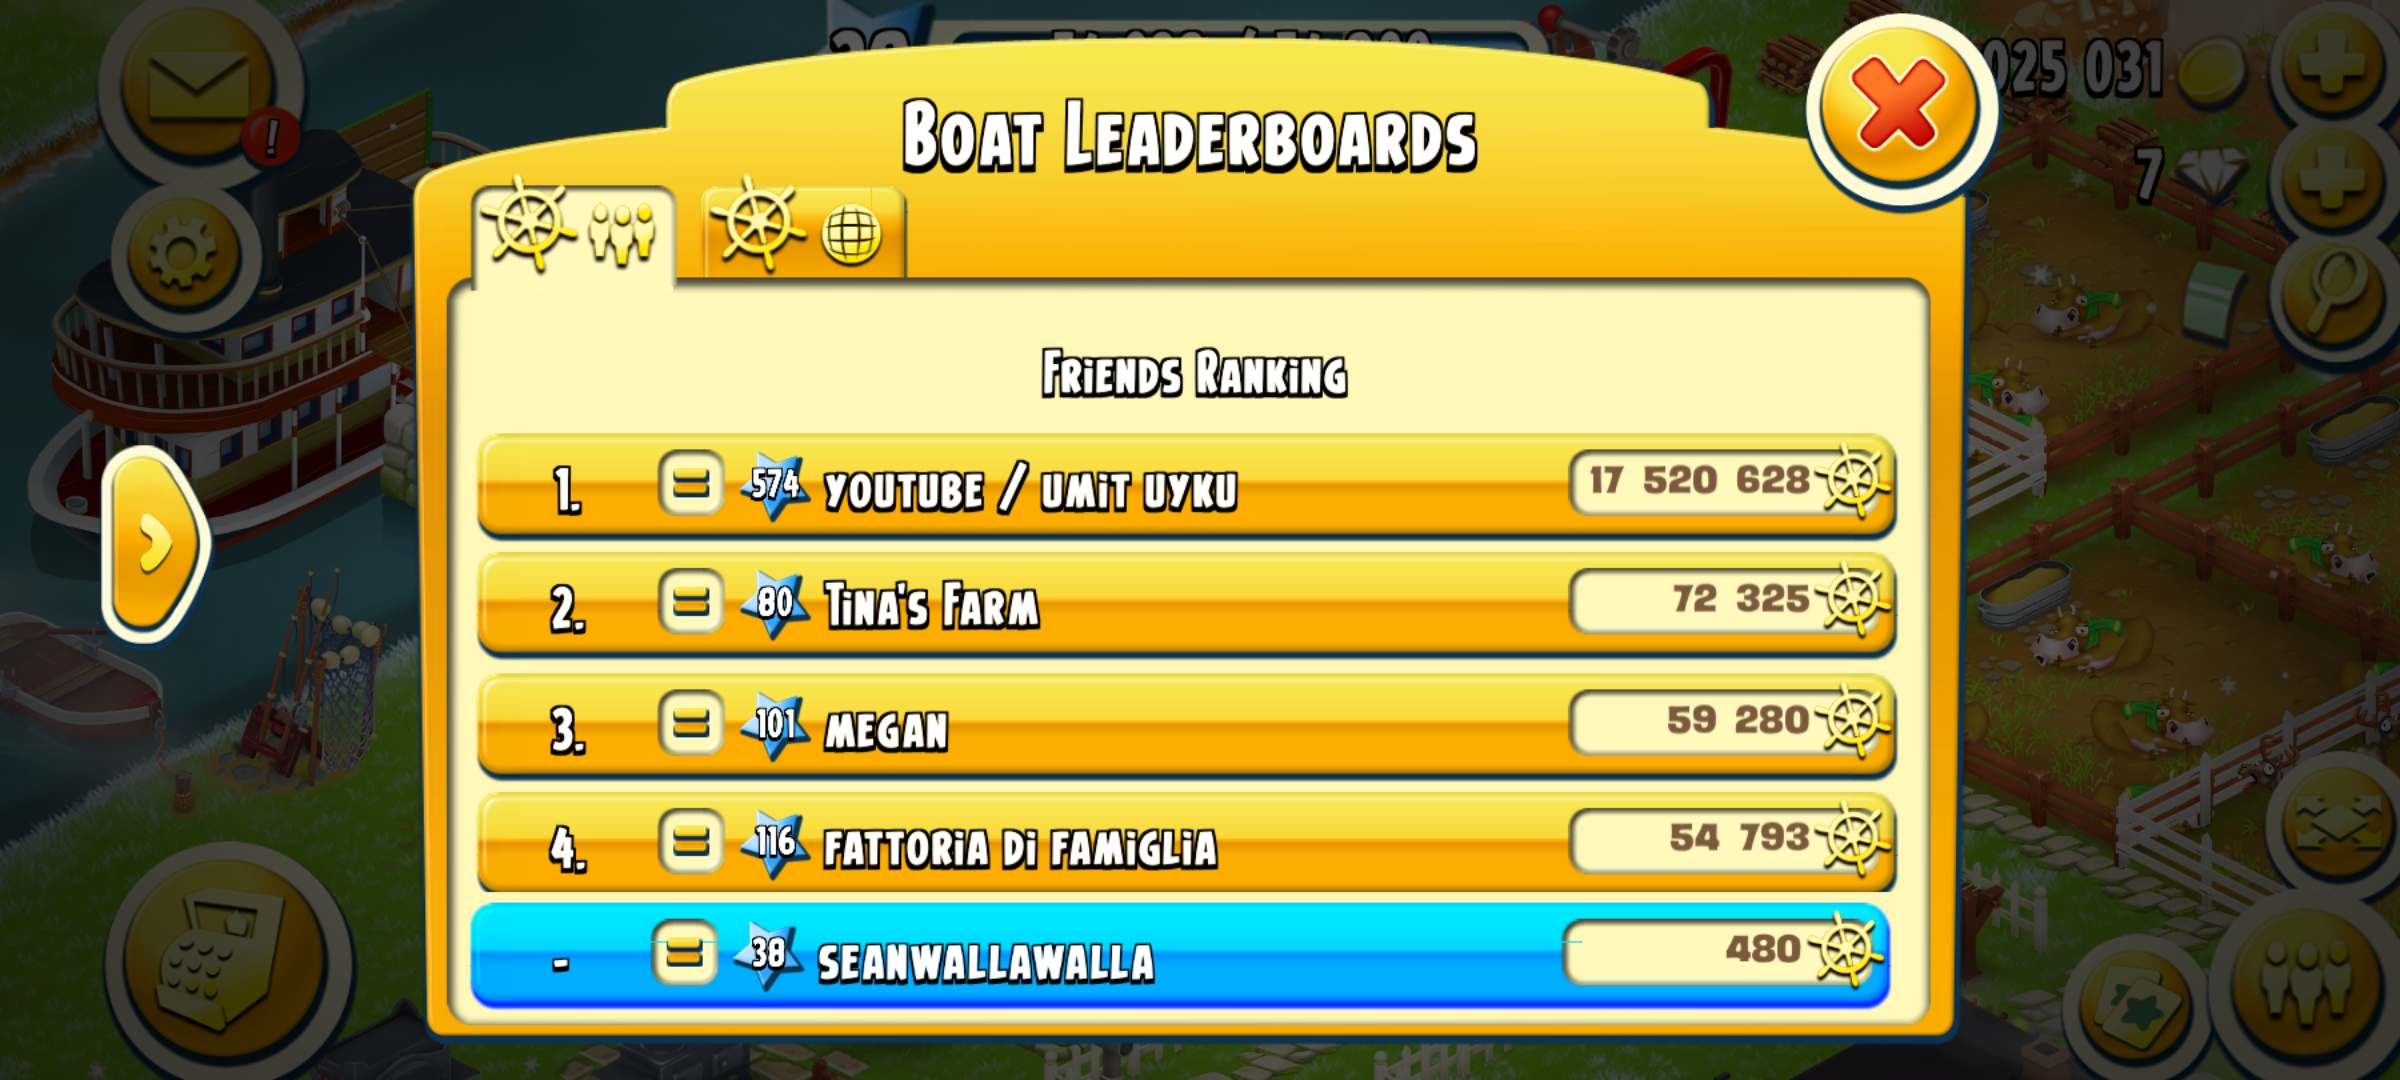 025 031
7
!
BOAT LEADERBOARDS
FRIENDS RANKING
1. 574 YOUTUBE / UMIT UYKU 17 520 628
2. 80 TINA'S FARM 72 325
3. 101 MEGAN 59 280
4. 116 FATTORIA DI FAMIGLIA 54 793
- 38 SEANWALLAWALLA 480